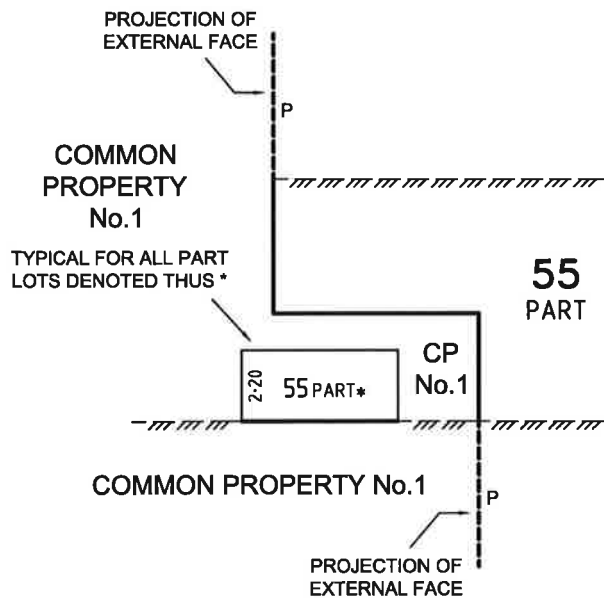 PROJECTION OF
EXTERNAL FACE
P
COMMON
PROPERTY
No.1
TYPICAL FOR ALL PART
LOTS DENOTED THUS *
55
PART
CP
No.1
2·20
55 PART*
COMMON PROPERTY No.1
P
PROJECTION OF
EXTERNAL FACE